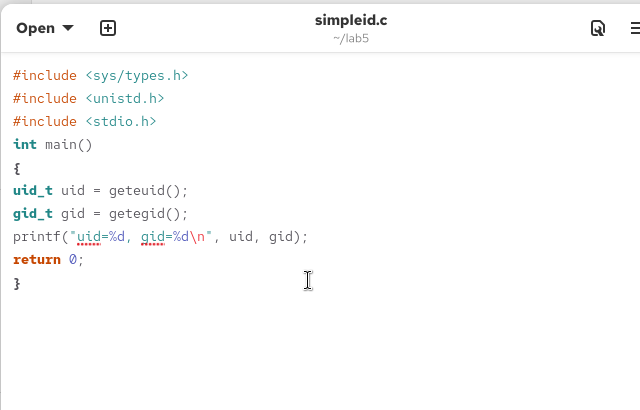 Open
simpleid.c
~/lab5
#include <sys/types.h>
#include <unistd.h>
#include <stdio.h>
int main()
{
uid_t uid = geteuid();
gid_t gid = getegid();
printf("uid=%d, gid=%d\n", uid, gid);
return 0;
}